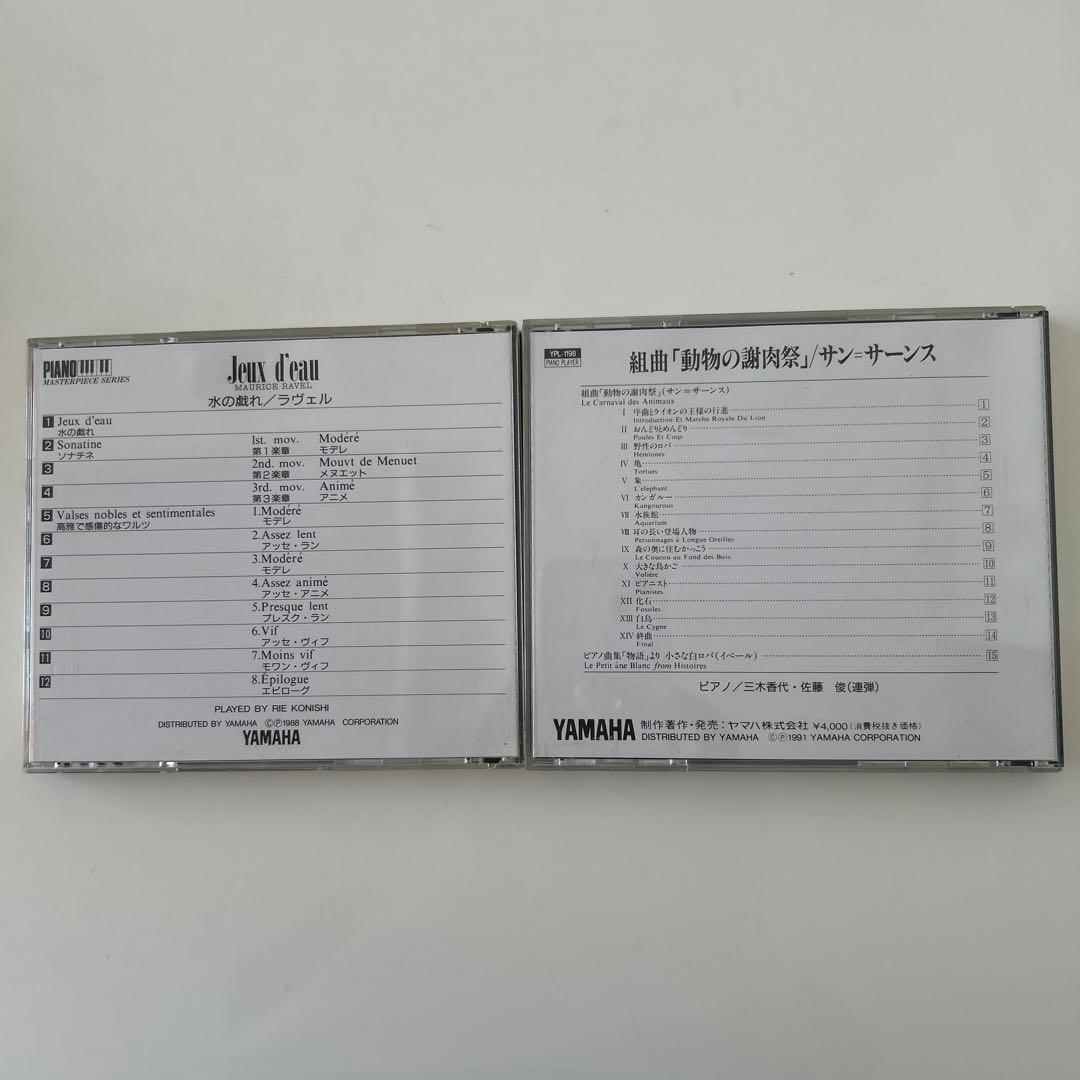 PIANO
MASTERPIECE SERIES
Jeux d'eau
MAURICE RAVEL
水の戯れ／ラヴェル
1 Jeux d'eau
水の戯れ
2 Sonatine 1st. mov. Modéré
ソナチネ 第1楽章 モデレ
3 2nd. mov. Mouvt de Menuet
第2楽章 メヌエット
4 3rd. mov. Animé
第3楽章 アニメ
5 Valses nobles et sentimentales 1.Modéré
高雅で感傷的なワルツ モデレ
6 2.Assez lent
アッセ・ラン
7 3.Modéré
モデレ
8 4.Assez animé
アッセ・アニメ
9 5.Presque lent
プレスク・ラン
10 6.Vif
アッセ・ヴィフ
11 7.Moins vif
モワン・ヴィフ
12 8.Épilogue
エピローグ
PLAYED BY RIE KONISHI
DISTRIBUTED BY YAMAHA ⒸⓅ1988 YAMAHA CORPORATION
YAMAHA
YPL-1198
PIANO PLAYER
組曲「動物の謝肉祭」/サン=サーンス
組曲「動物の謝肉祭」(サン=サーンス)
Le Carnaval des Animaux
I 序曲とライオンの王様の行進 1
Introduction Et Marche Royale Du Lion
II おんどりとめんどり 2
Poules Et Coqs
III 野性のロバ 3
Hémiones
IV 亀 4
Tortues
V 象 5
L'éléphant
VI カンガルー 6
Kangourous
VII 水族館 7
Aquarium
VIII 耳の長い登場人物 8
Personnages à Longue Oreilles
IX 森の奥に住むかっこう 9
Le Coucou au Fond des Bois
X 大きな鳥かご 10
Volière
XI ピアニスト 11
Pianistes
XII 化石 12
Fossiles
XIII 白鳥 13
Le Cygne
XIV 終曲 14
Final
ピアノ曲集「物語」より 小さな白ロバ(イベール) 15
Le Petit âne Blanc from Histoires
ピアノ／三木香代・佐藤 俊(連弾)
YAMAHA 制作著作・発売：ヤマハ株式会社 ¥4,000(消費税抜き価格)
DISTRIBUTED BY YAMAHA ⒸⓅ1991 YAMAHA CORPORATION